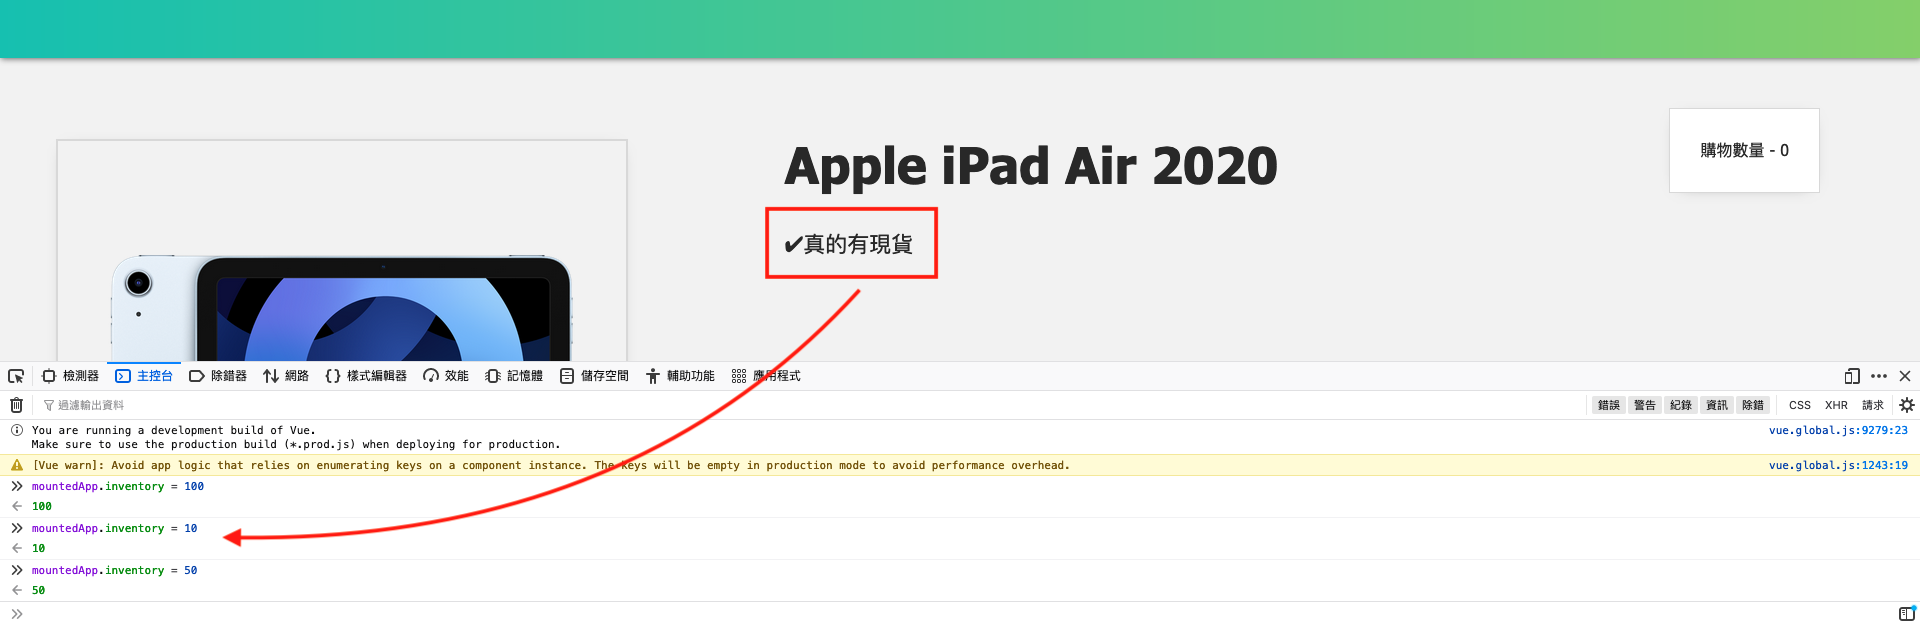 Apple iPad Air 2020
購物數量 - 0
✔真的有現貨
檢測器 主控台 除錯器 網路 樣式編輯器 效能 記憶體 儲存空間 輔助功能 應用程式
過濾輸出資料 錯誤 警告 紀錄 資訊 除錯 CSS XHR 請求
You are running a development build of Vue. vue.global.js:9279:23
Make sure to use the production build (*.prod.js) when deploying for production.
[Vue warn]: Avoid app logic that relies on enumerating keys on a component instance. The keys will be empty in production mode to avoid performance overhead. vue.global.js:1243:19
mountedApp.inventory = 100
100
mountedApp.inventory = 10
10
mountedApp.inventory = 50
50